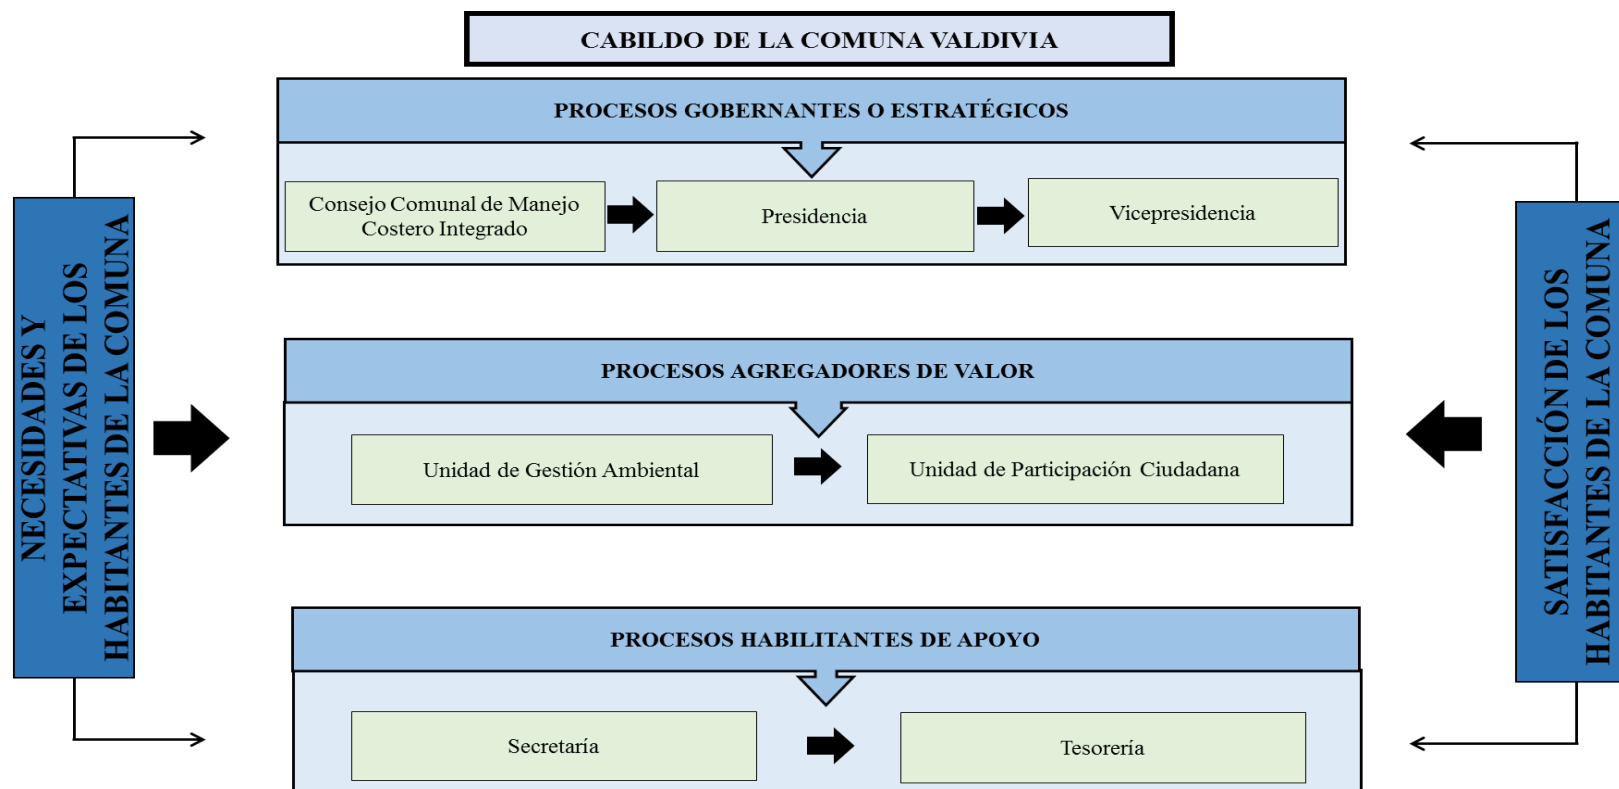 CABILDO DE LA COMUNA VALDIVIA
PROCESOS GOBERNANTES O ESTRATÉGICOS
Consejo Comunal de Manejo
Costero Integrado
Presidencia
Vicepresidencia
NECESIDADES Y
EXPECTATIVAS DE LOS
HABITANTES DE LA COMUNA
PROCESOS AGREGADORES DE VALOR
Unidad de Gestión Ambiental
Unidad de Participación Ciudadana
SATISFACCIÓN DE LOS
HABITANTES DE LA COMUNA
PROCESOS HABILITANTES DE APOYO
Secretaría
Tesorería